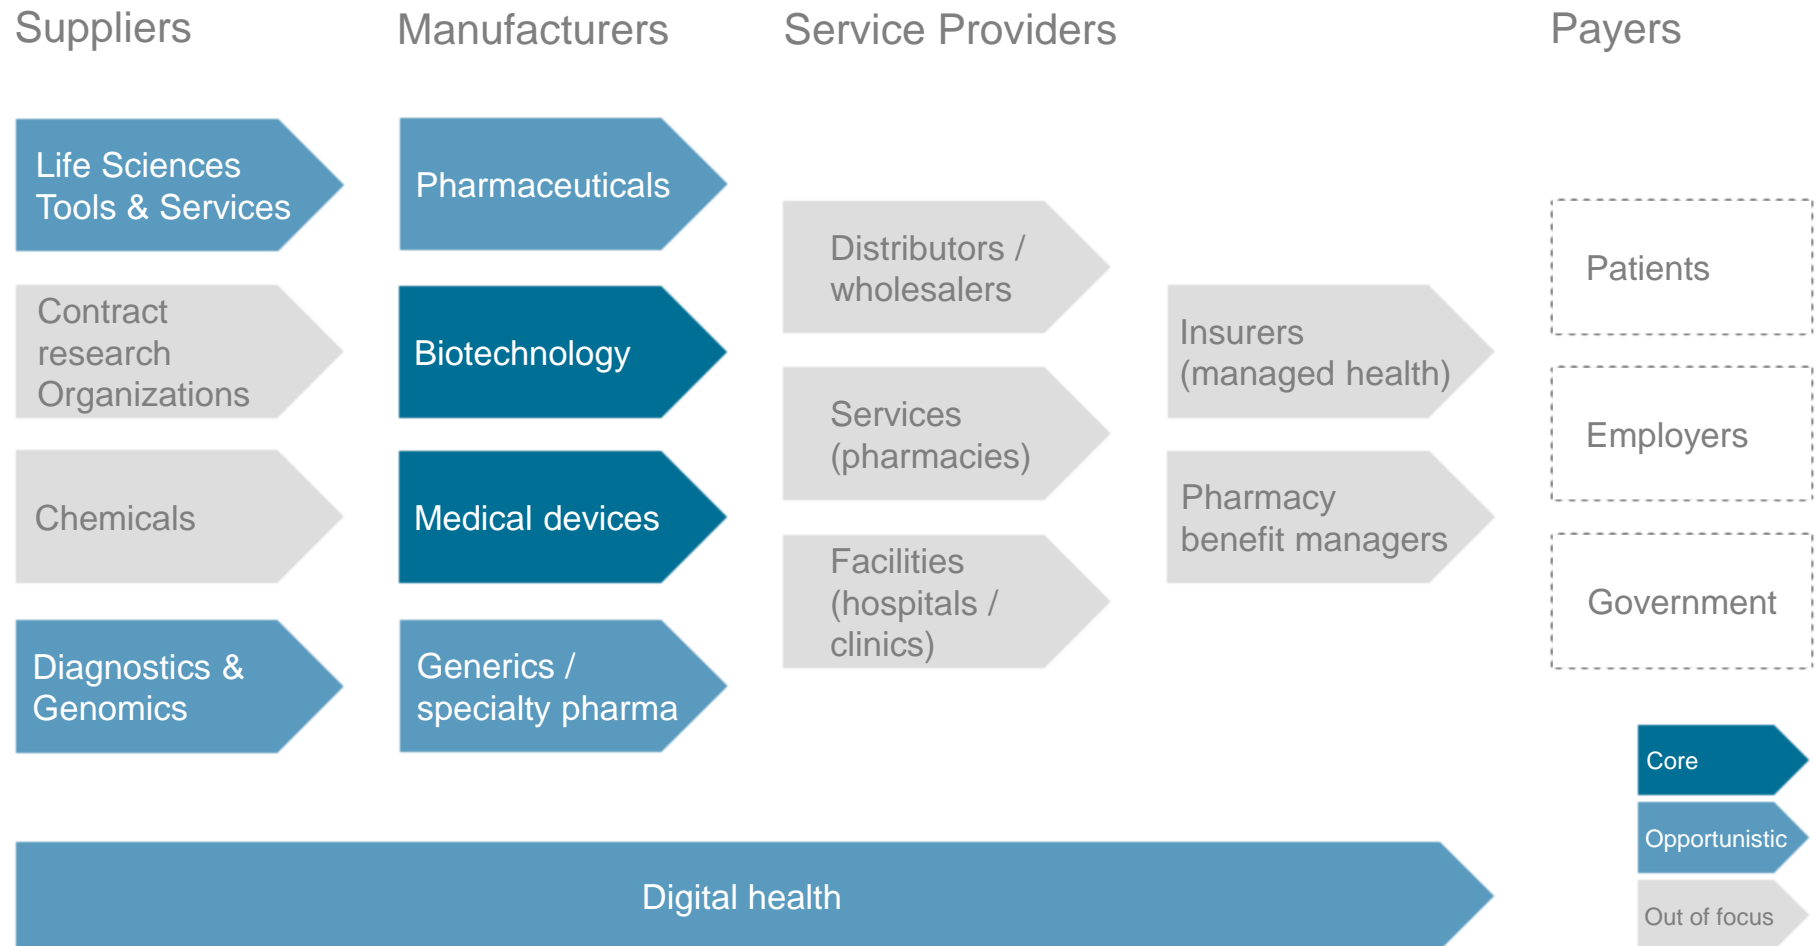 Suppliers
Manufacturers
Service Providers
Payers
Life Sciences
Tools & Services
Contract
research
Organizations
Chemicals
Diagnostics &
Genomics
Pharmaceuticals
Biotechnology
Medical devices
Generics /
specialty pharma
Distributors /
wholesalers
Services
(pharmacies)
Facilities
(hospitals /
clinics)
Insurers
(managed health)
Pharmacy
benefit managers
Patients
Employers
Government
Digital health
Core
Opportunistic
Out of focus